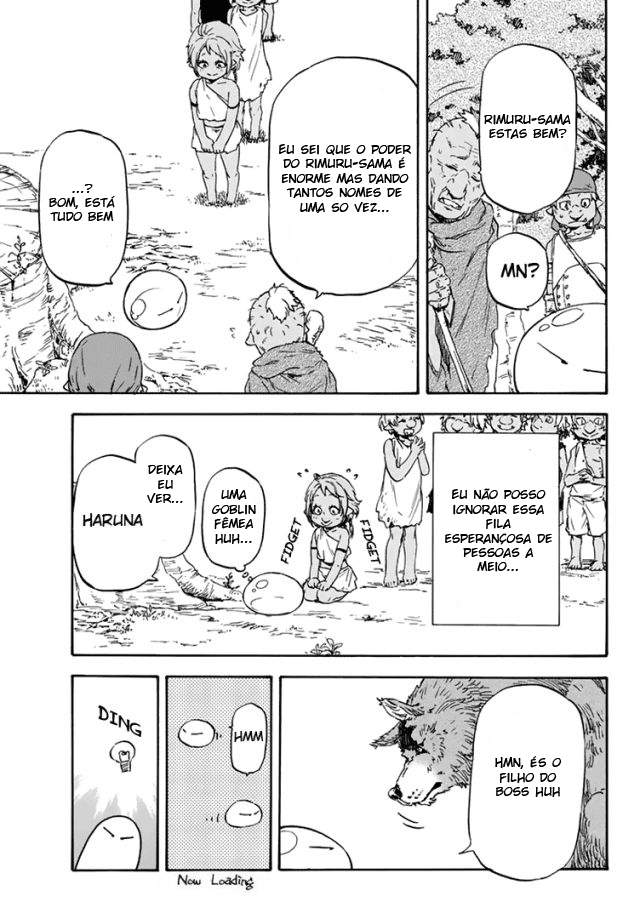 RIMURU-SAMA
ESTAS BEM?
MN?
EU SEI QUE O PODER
DO RIMURU-SAMA É
ENORME MAS DANDO
TANTOS NOMES DE
UMA SO VEZ...
...?
BOM, ESTÁ
TUDO BEM
EU NÃO POSSO
IGNORAR ESSA
FILA
ESPERANÇOSA DE
PESSOAS A
MEIO...
FIDGET
FIDGET
UMA
GOBLIN
FÊMEA
HUH...
DEIXA
EU
VER...
HARUNA
HMN, ÉS O
FILHO DO
BOSS HUH
HMM
Now Loading
DING